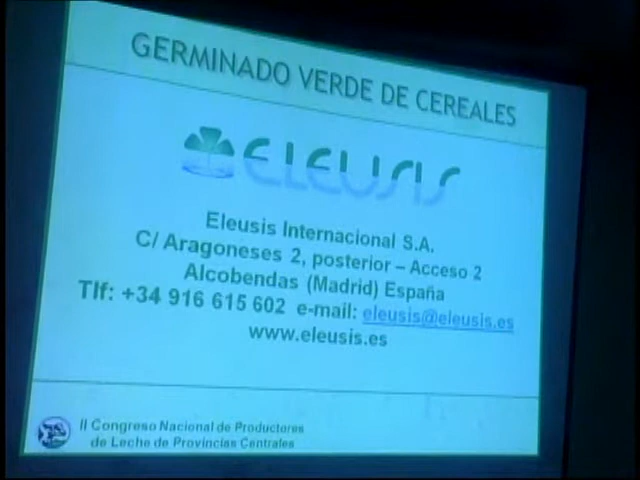 GERMINADO VERDE DE CEREALES
ELEUSIS
Eleusis Internacional S.A.
C/ Aragoneses 2, posterior – Acceso 2
Alcobendas (Madrid) España
Tlf: +34 916 615 602 e-mail: eleusis@eleusis.es
www.eleusis.es
II Congreso Nacional de Productores
de Leche de Provincias Centrales